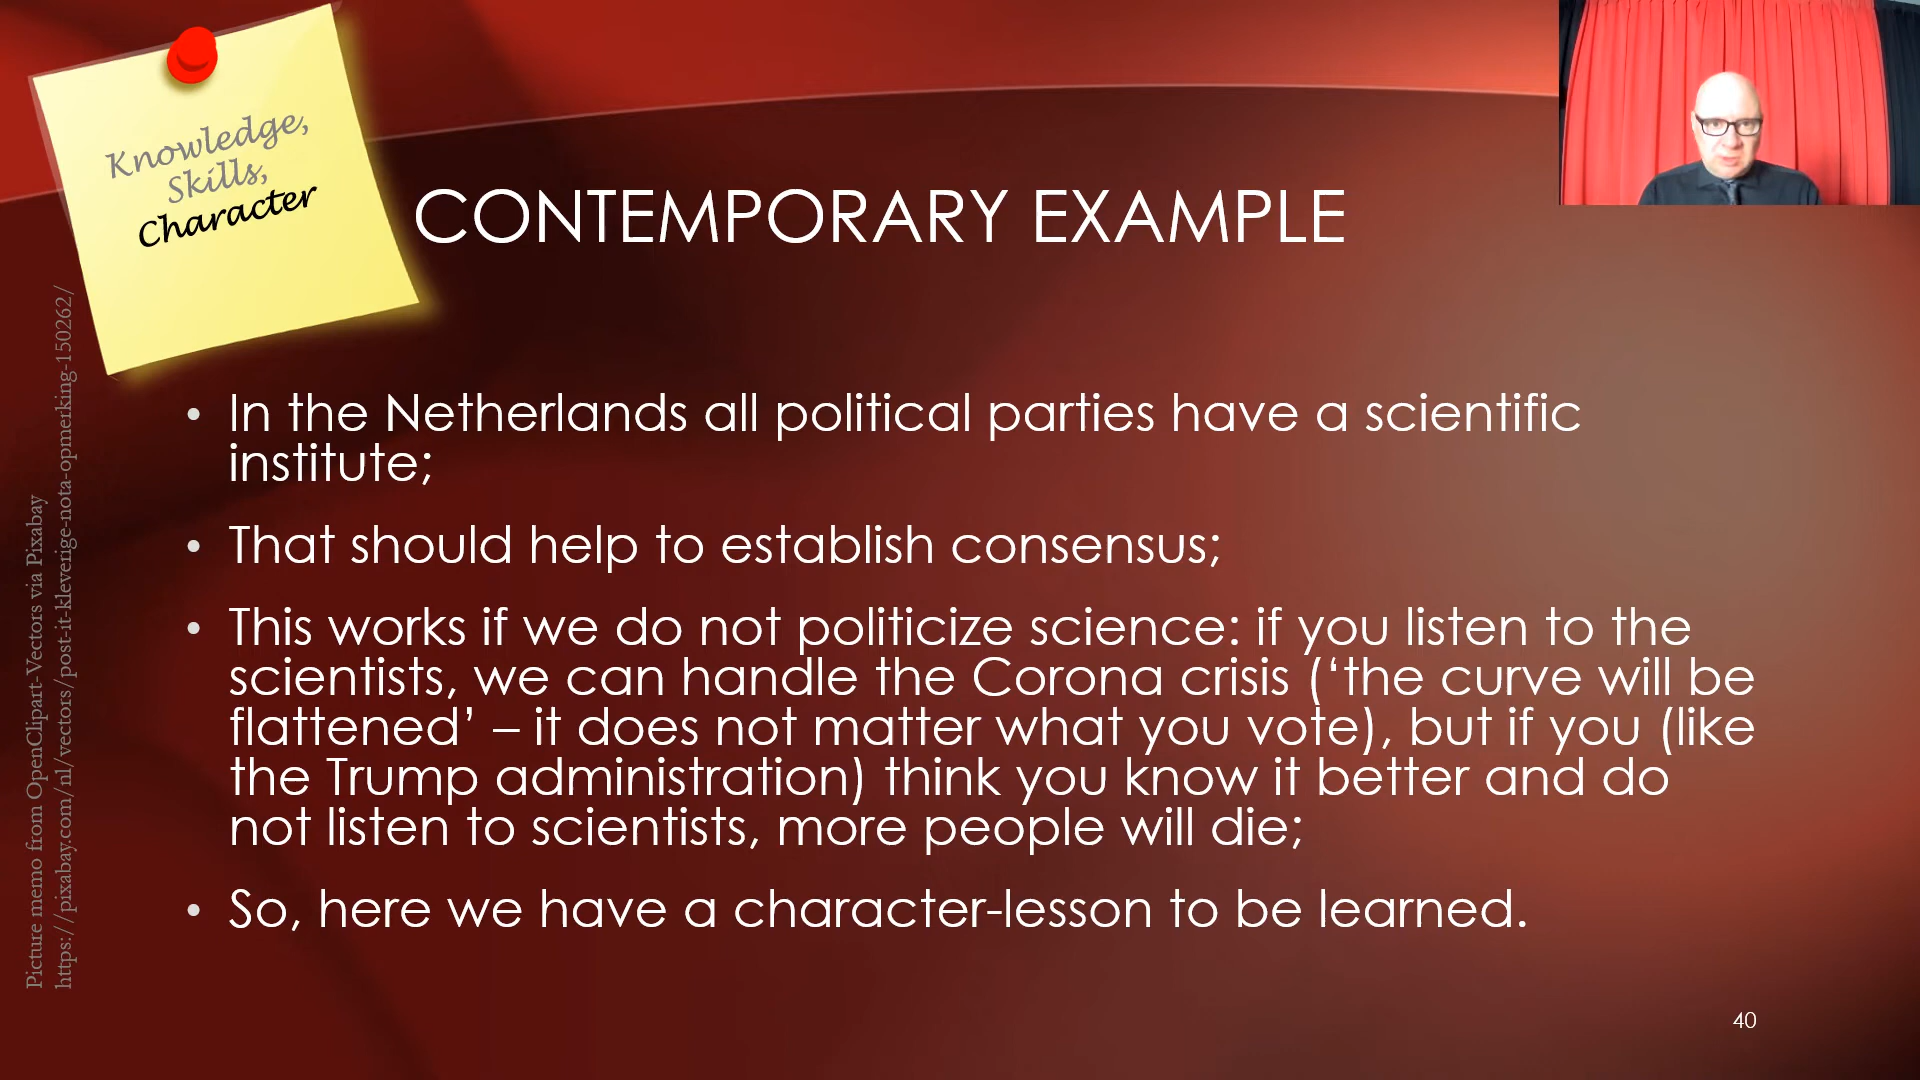 Knowledge,
Skills,
Character
CONTEMPORARY EXAMPLE
• In the Netherlands all political parties have a scientific
institute;
• That should help to establish consensus;
• This works if we do not politicize science: if you listen to the
scientists, we can handle the Corona crisis (‘the curve will be
flattened’ – it does not matter what you vote), but if you (like
the Trump administration) think you know it better and do
not listen to scientists, more people will die;
• So, here we have a character-lesson to be learned.
Picture memo from OpenClipart-Vectors via Pixabay
https://pixabay.com/nl/vectors/post-it-kleverige-nota-opmerking-150262/
40